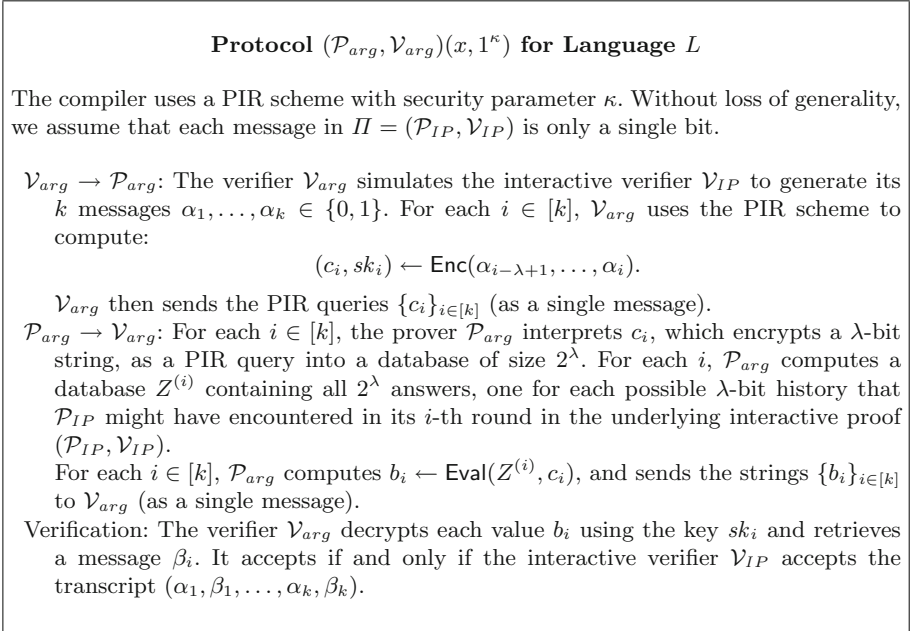 Protocol (𝒫_arg, 𝒱_arg)(x, 1^κ) for Language L
The compiler uses a PIR scheme with security parameter κ. Without loss of generality,
we assume that each message in Π = (𝒫_IP, 𝒱_IP) is only a single bit.
𝒱_arg → 𝒫_arg: The verifier 𝒱_arg simulates the interactive verifier 𝒱_IP to generate its
k messages α_1, . . . , α_k ∈ {0, 1}. For each i ∈ [k], 𝒱_arg uses the PIR scheme to
compute:
(c_i, sk_i) ← Enc(α_{i−λ+1}, . . . , α_i).
𝒱_arg then sends the PIR queries {c_i}_{i∈[k]} (as a single message).
𝒫_arg → 𝒱_arg: For each i ∈ [k], the prover 𝒫_arg interprets c_i, which encrypts a λ-bit
string, as a PIR query into a database of size 2^λ. For each i, 𝒫_arg computes a
database Z^(i) containing all 2^λ answers, one for each possible λ-bit history that
𝒫_IP might have encountered in its i-th round in the underlying interactive proof
(𝒫_IP, 𝒱_IP).
For each i ∈ [k], 𝒫_arg computes b_i ← Eval(Z^(i), c_i), and sends the strings {b_i}_{i∈[k]}
to 𝒱_arg (as a single message).
Verification: The verifier 𝒱_arg decrypts each value b_i using the key sk_i and retrieves
a message β_i. It accepts if and only if the interactive verifier 𝒱_IP accepts the
transcript (α_1, β_1, . . . , α_k, β_k).